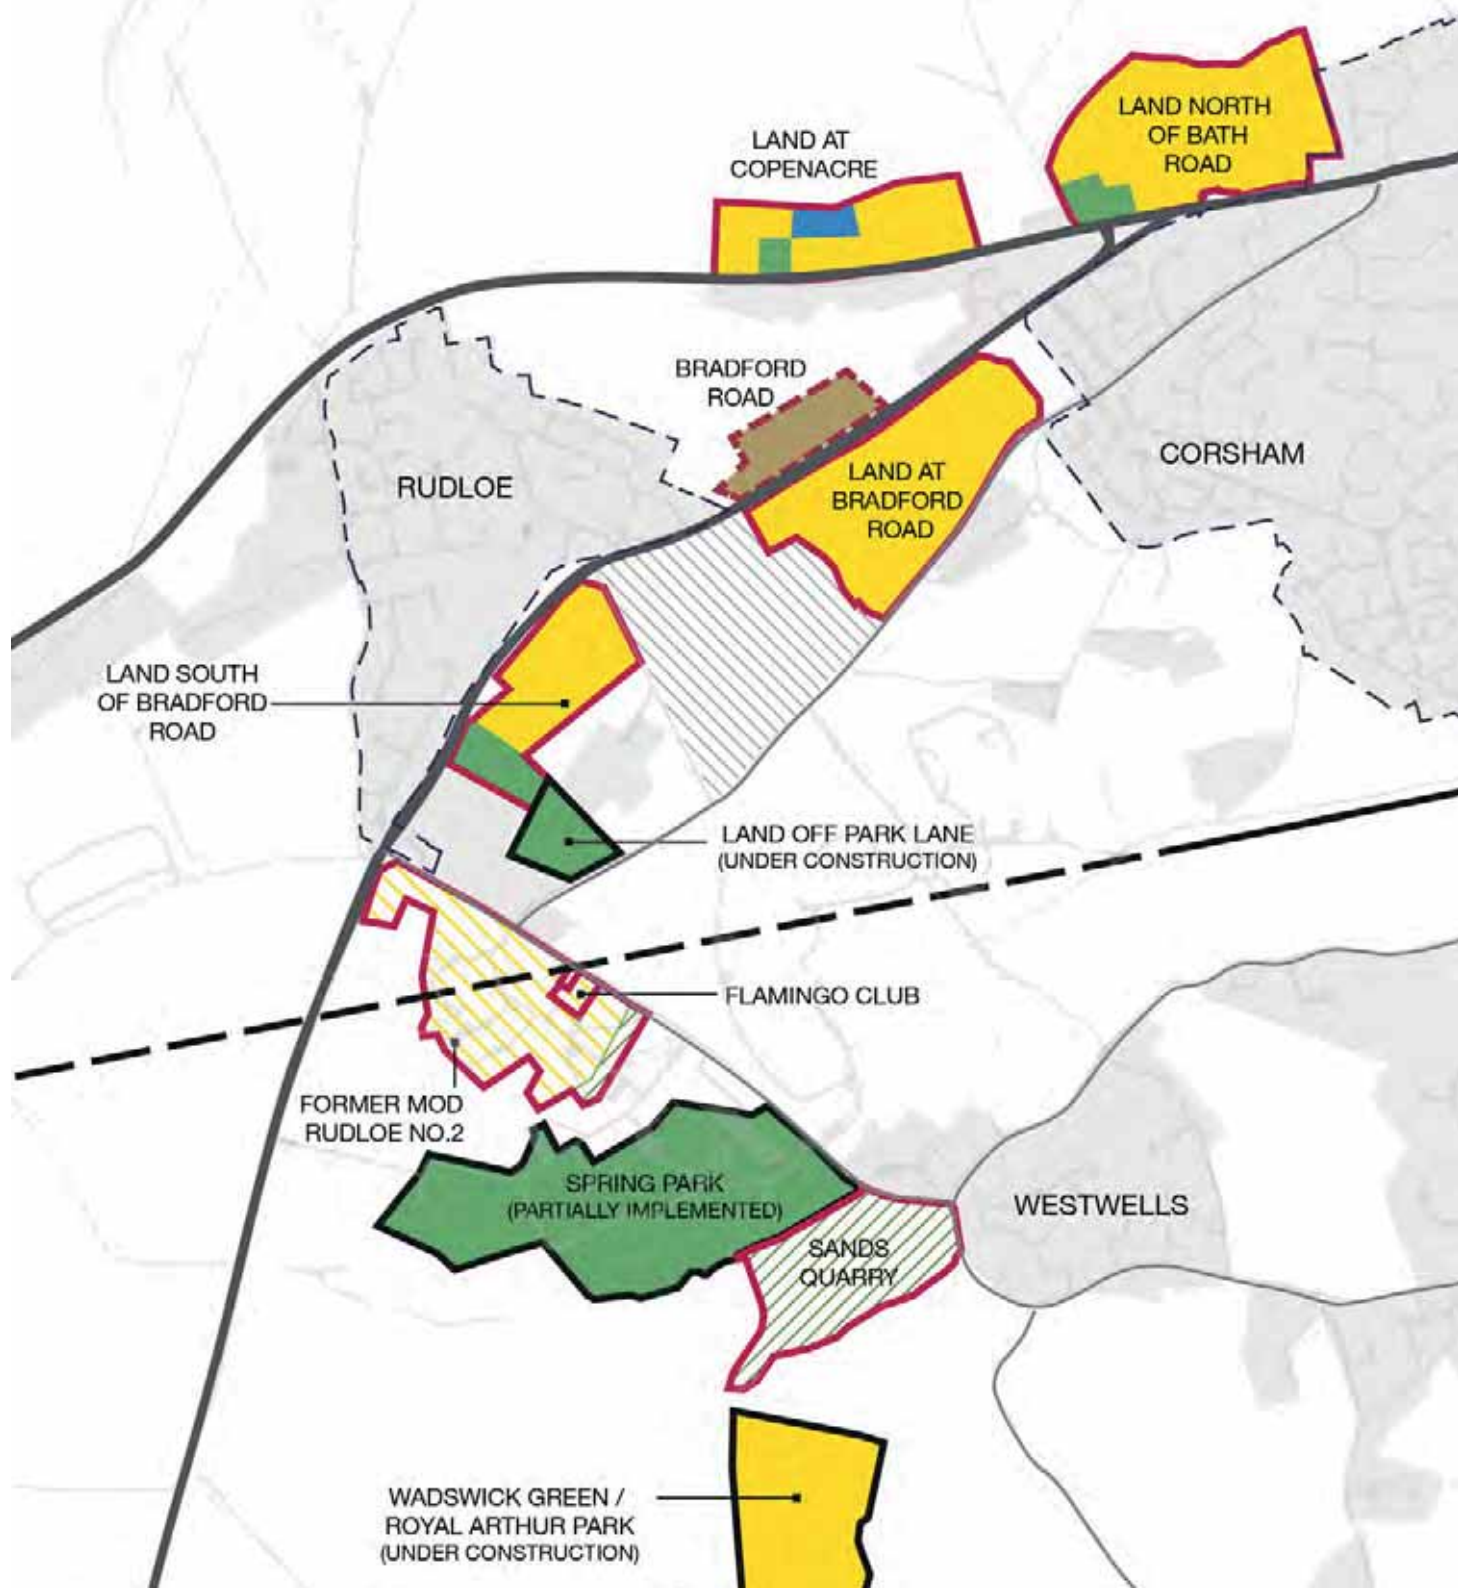 LAND NORTH
OF BATH
ROAD
LAND AT
COPENACRE
BRADFORD
ROAD
CORSHAM
LAND AT
BRADFORD
ROAD
RUDLOE
LAND SOUTH
OF BRADFORD
ROAD
LAND OFF PARK LANE
(UNDER CONSTRUCTION)
FLAMINGO CLUB
FORMER MOD
RUDLOE NO.2
SPRING PARK
(PARTIALLY IMPLEMENTED)
WESTWELLS
SANDS
QUARRY
WADSWICK GREEN /
ROYAL ARTHUR PARK
(UNDER CONSTRUCTION)